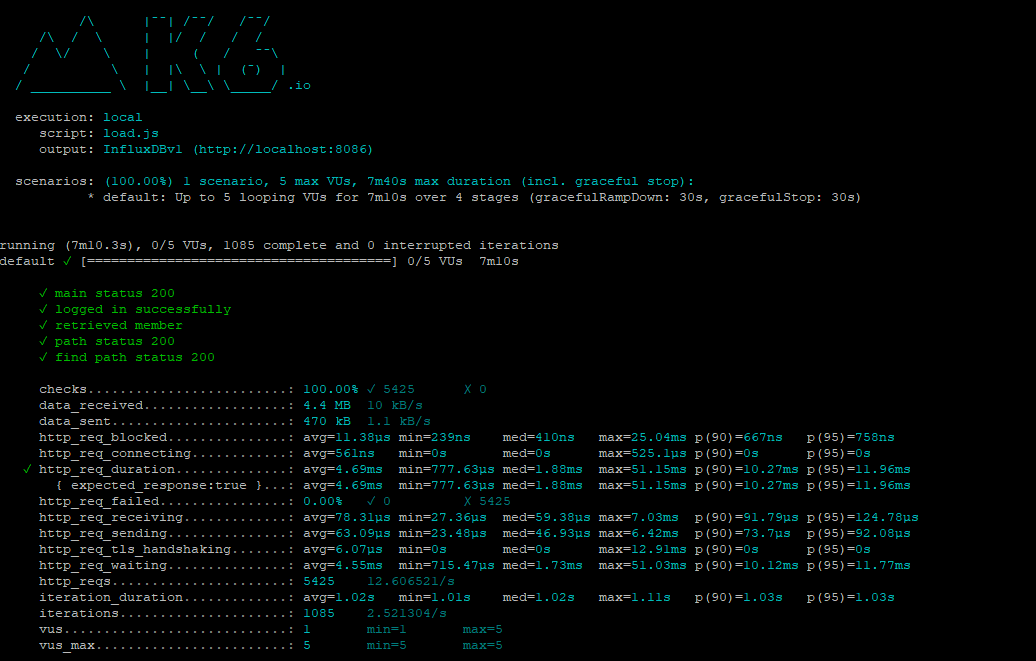 /\      |‾‾| /‾‾/   /‾‾/
/\  /  \     |  |/  /   /  /
/  \/    \    |     (   /   ‾‾\
/          \   |  |\  \ |  (‾)  |
/ __________ \  |__| \__\ \_____/ .io
execution: local
script: load.js
output: InfluxDBv1 (http://localhost:8086)
scenarios: (100.00%) 1 scenario, 5 max VUs, 7m40s max duration (incl. graceful stop):
* default: Up to 5 looping VUs for 7m10s over 4 stages (gracefulRampDown: 30s, gracefulStop: 30s)
running (7m10.3s), 0/5 VUs, 1085 complete and 0 interrupted iterations
default ✓ [======================================] 0/5 VUs  7m10s
✓ main status 200
✓ logged in successfully
✓ retrieved member
✓ path status 200
✓ find path status 200
checks.........................: 100.00% ✓ 5425      X 0
data_received..................: 4.4 MB  10 kB/s
data_sent......................: 470 kB  1.1 kB/s
http_req_blocked...............: avg=11.38µs min=239ns    med=410ns   max=25.04ms p(90)=667ns   p(95)=758ns
http_req_connecting............: avg=561ns   min=0s       med=0s      max=525.1µs p(90)=0s      p(95)=0s
✓ http_req_duration..............: avg=4.69ms  min=777.63µs med=1.88ms  max=51.15ms p(90)=10.27ms p(95)=11.96ms
{ expected_response:true }...: avg=4.69ms  min=777.63µs med=1.88ms  max=51.15ms p(90)=10.27ms p(95)=11.96ms
http_req_failed................: 0.00%   ✓ 0         X 5425
http_req_receiving.............: avg=78.31µs min=27.36µs  med=59.38µs max=7.03ms  p(90)=91.79µs p(95)=124.78µs
http_req_sending...............: avg=63.09µs min=23.48µs  med=46.93µs max=6.42ms  p(90)=73.7µs  p(95)=92.08µs
http_req_tls_handshaking.......: avg=6.07µs  min=0s       med=0s      max=12.91ms p(90)=0s      p(95)=0s
http_req_waiting...............: avg=4.55ms  min=715.47µs med=1.73ms  max=51.03ms p(90)=10.12ms p(95)=11.77ms
http_reqs......................: 5425    12.606521/s
iteration_duration.............: avg=1.02s   min=1.01s    med=1.02s   max=1.11s   p(90)=1.03s   p(95)=1.03s
iterations.....................: 1085    2.521304/s
vus............................: 1       min=1       max=5
vus_max........................: 5       min=5       max=5